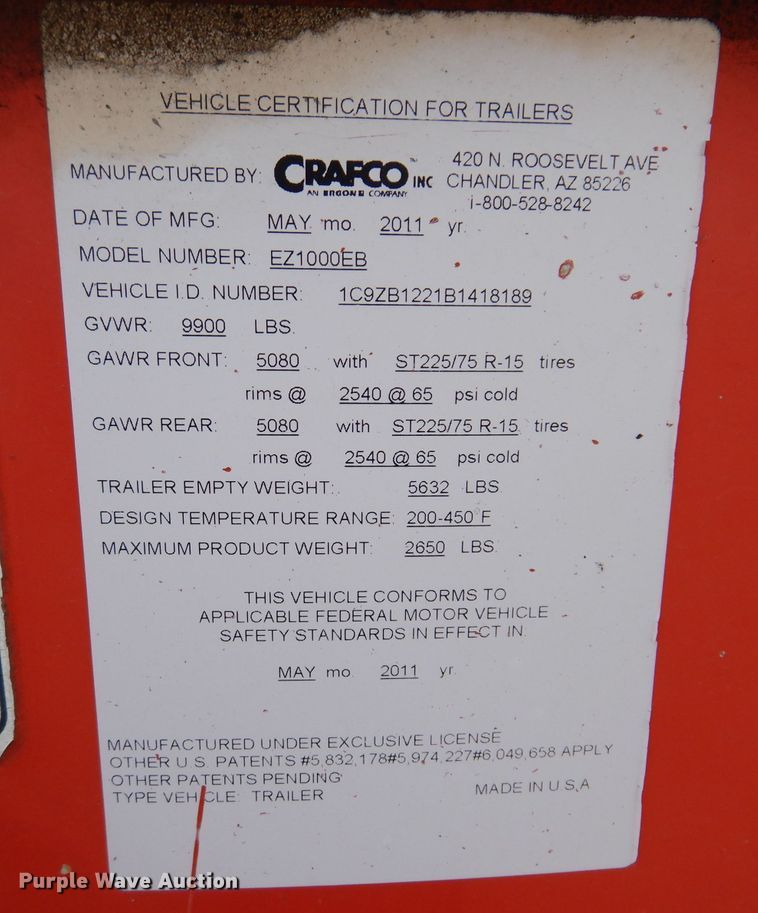 VEHICLE CERTIFICATION FOR TRAILERS
MANUFACTURED BY: CRAFCO INC 420 N. ROOSEVELT AVE
AN ERGON COMPANY CHANDLER, AZ 85226
1-800-528-8242
DATE OF MFG: MAY mo. 2011 yr.
MODEL NUMBER: EZ1000EB
VEHICLE I.D. NUMBER: 1C9ZB1221B1418189
GVWR: 9900 LBS.
GAWR FRONT: 5080 with ST225/75 R-15 tires
rims @ 2540 @ 65 psi cold
GAWR REAR: 5080 with ST225/75 R-15 tires
rims @ 2540 @ 65 psi cold
TRAILER EMPTY WEIGHT: 5632 LBS.
DESIGN TEMPERATURE RANGE: 200-450°F
MAXIMUM PRODUCT WEIGHT: 2650 LBS.
THIS VEHICLE CONFORMS TO
APPLICABLE FEDERAL MOTOR VEHICLE
SAFETY STANDARDS IN EFFECT IN
MAY mo. 2011 yr.
MANUFACTURED UNDER EXCLUSIVE LICENSE
OTHER U.S. PATENTS #5,832,178#5,974,227#6,049,658 APPLY
OTHER PATENTS PENDING
TYPE VEHICLE: TRAILER MADE IN U.S.A.
Purple Wave Auction